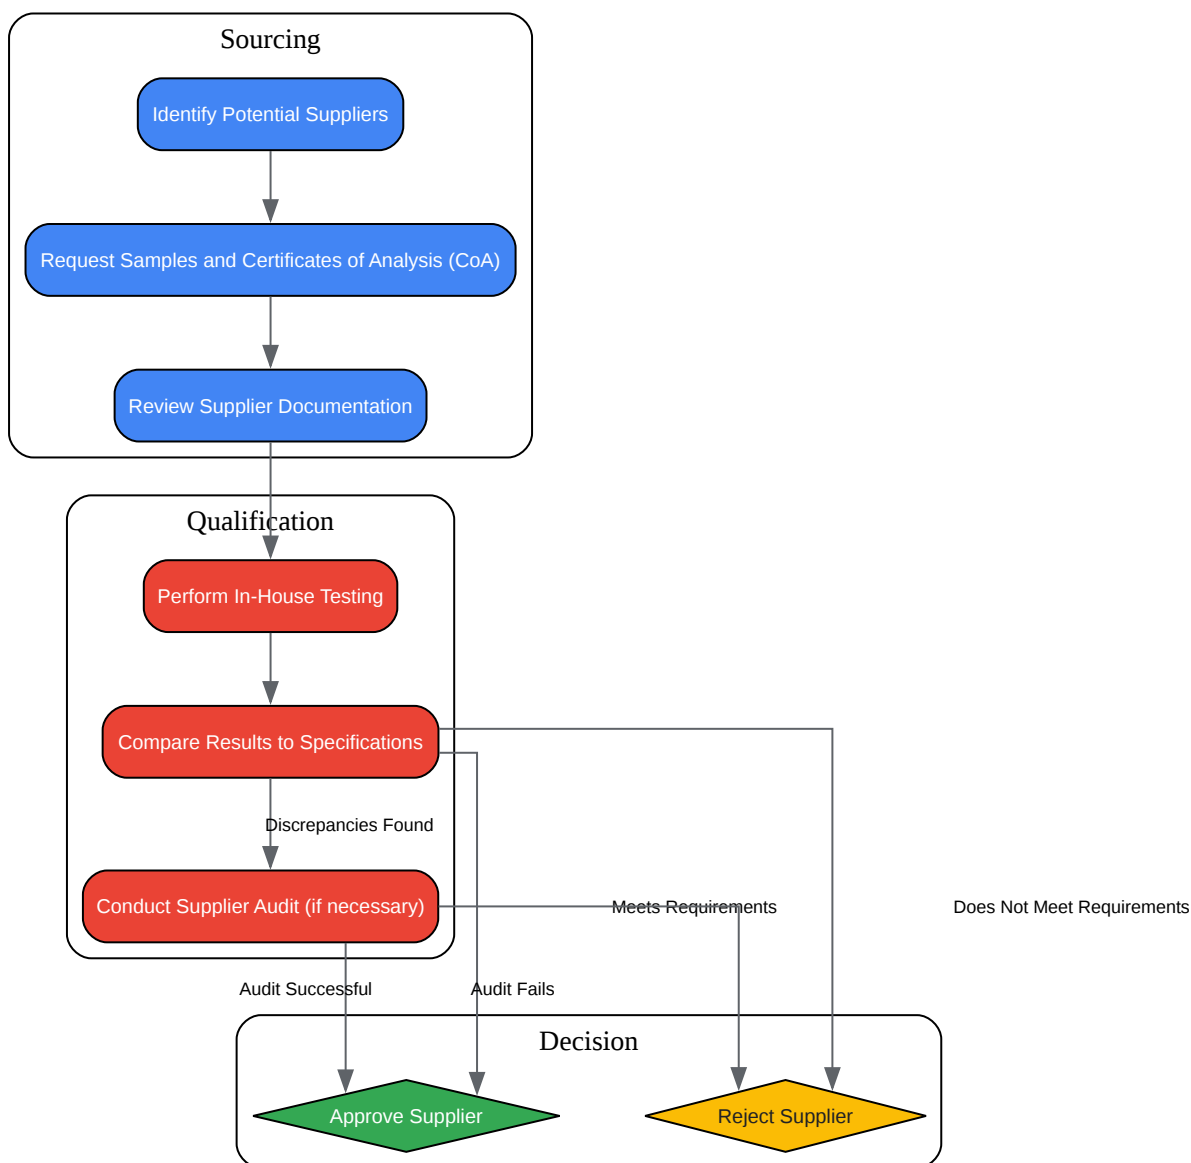 Sourcing
Identify Potential Suppliers
Request Samples and Certificates of Analysis (CoA)
Review Supplier Documentation
Qualification
Perform In-House Testing
Compare Results to Specifications
Discrepancies Found
Conduct Supplier Audit (if necessary)
Meets Requirements
Does Not Meet Requirements
Audit Successful
Audit Fails
Decision
Approve Supplier
Reject Supplier